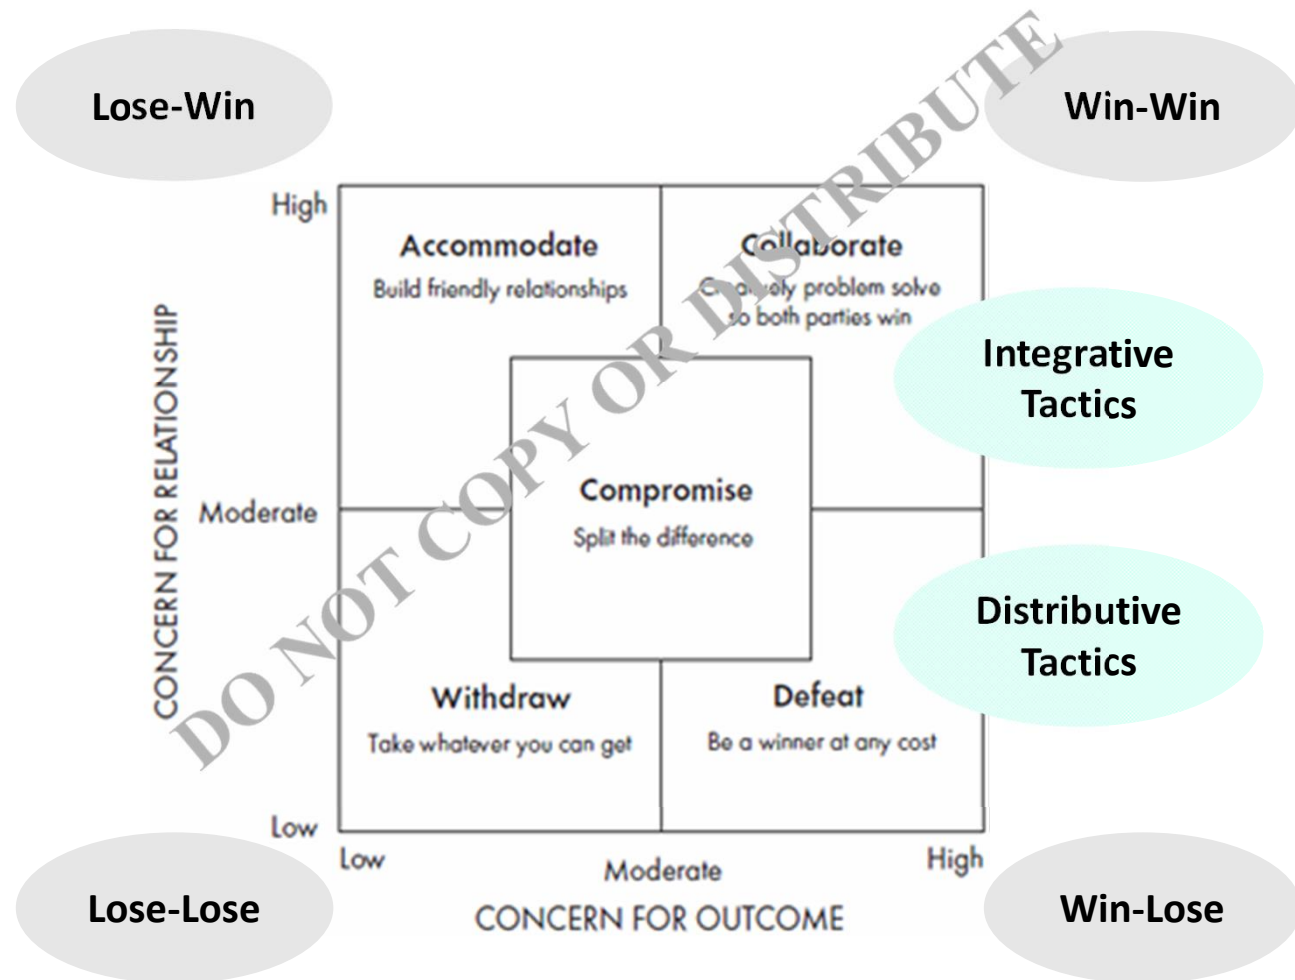 Lose-Win
Win-Win
High
Accommodate
Build friendly relationships
Collaborate
Creatively problem solve
so both parties win
Integrative
Tactics
CONCERN FOR RELATIONSHIP
Moderate
Compromise
Split the difference
Distributive
Tactics
Withdraw
Take whatever you can get
Defeat
Be a winner at any cost
Low
Low
Moderate
High
CONCERN FOR OUTCOME
Lose-Lose
Win-Lose
DO NOT COPY OR DISTRIBUTE